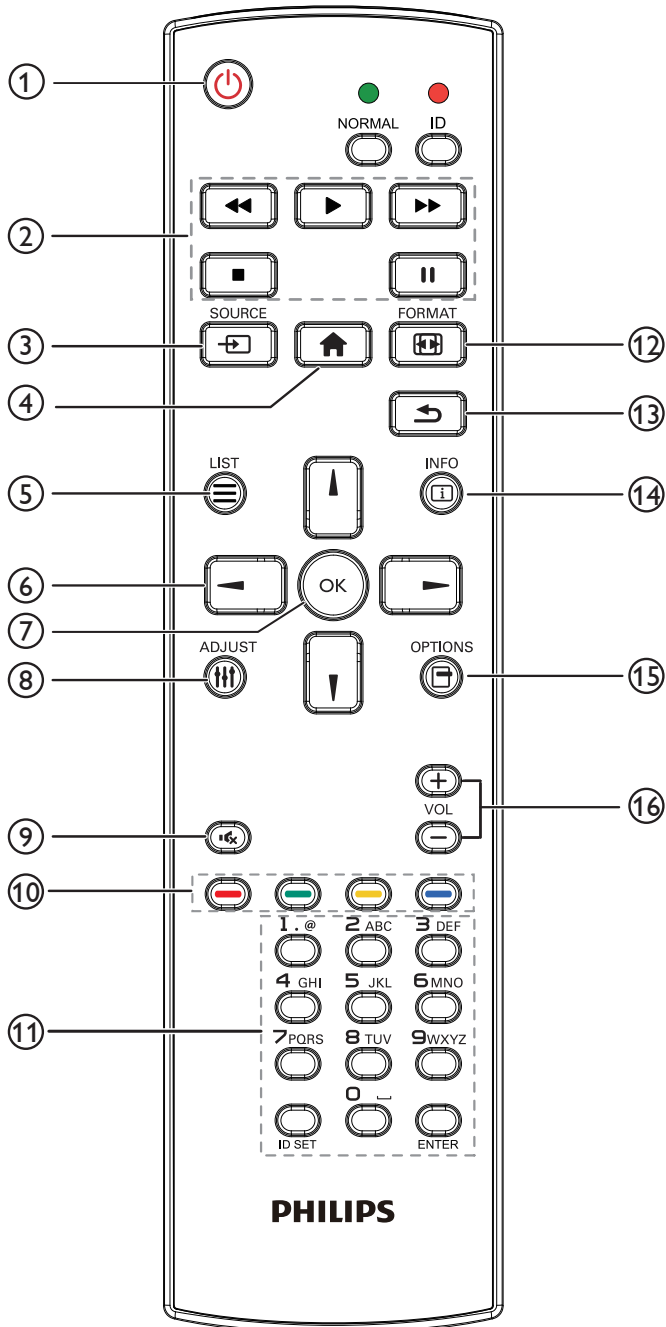 1
NORMAL ID
2
SOURCE FORMAT
3
12
4
13
LIST INFO
5
14
6
OK
7
ADJUST OPTIONS
8
15
+
VOL
16
−
9
10
1 . @ 2 ABC 3 DEF
4 GHI 5 JKL 6 MNO
11
7 PQRS 8 TUV 9 WXYZ
0 ⎵
ID SET ENTER
PHILIPS